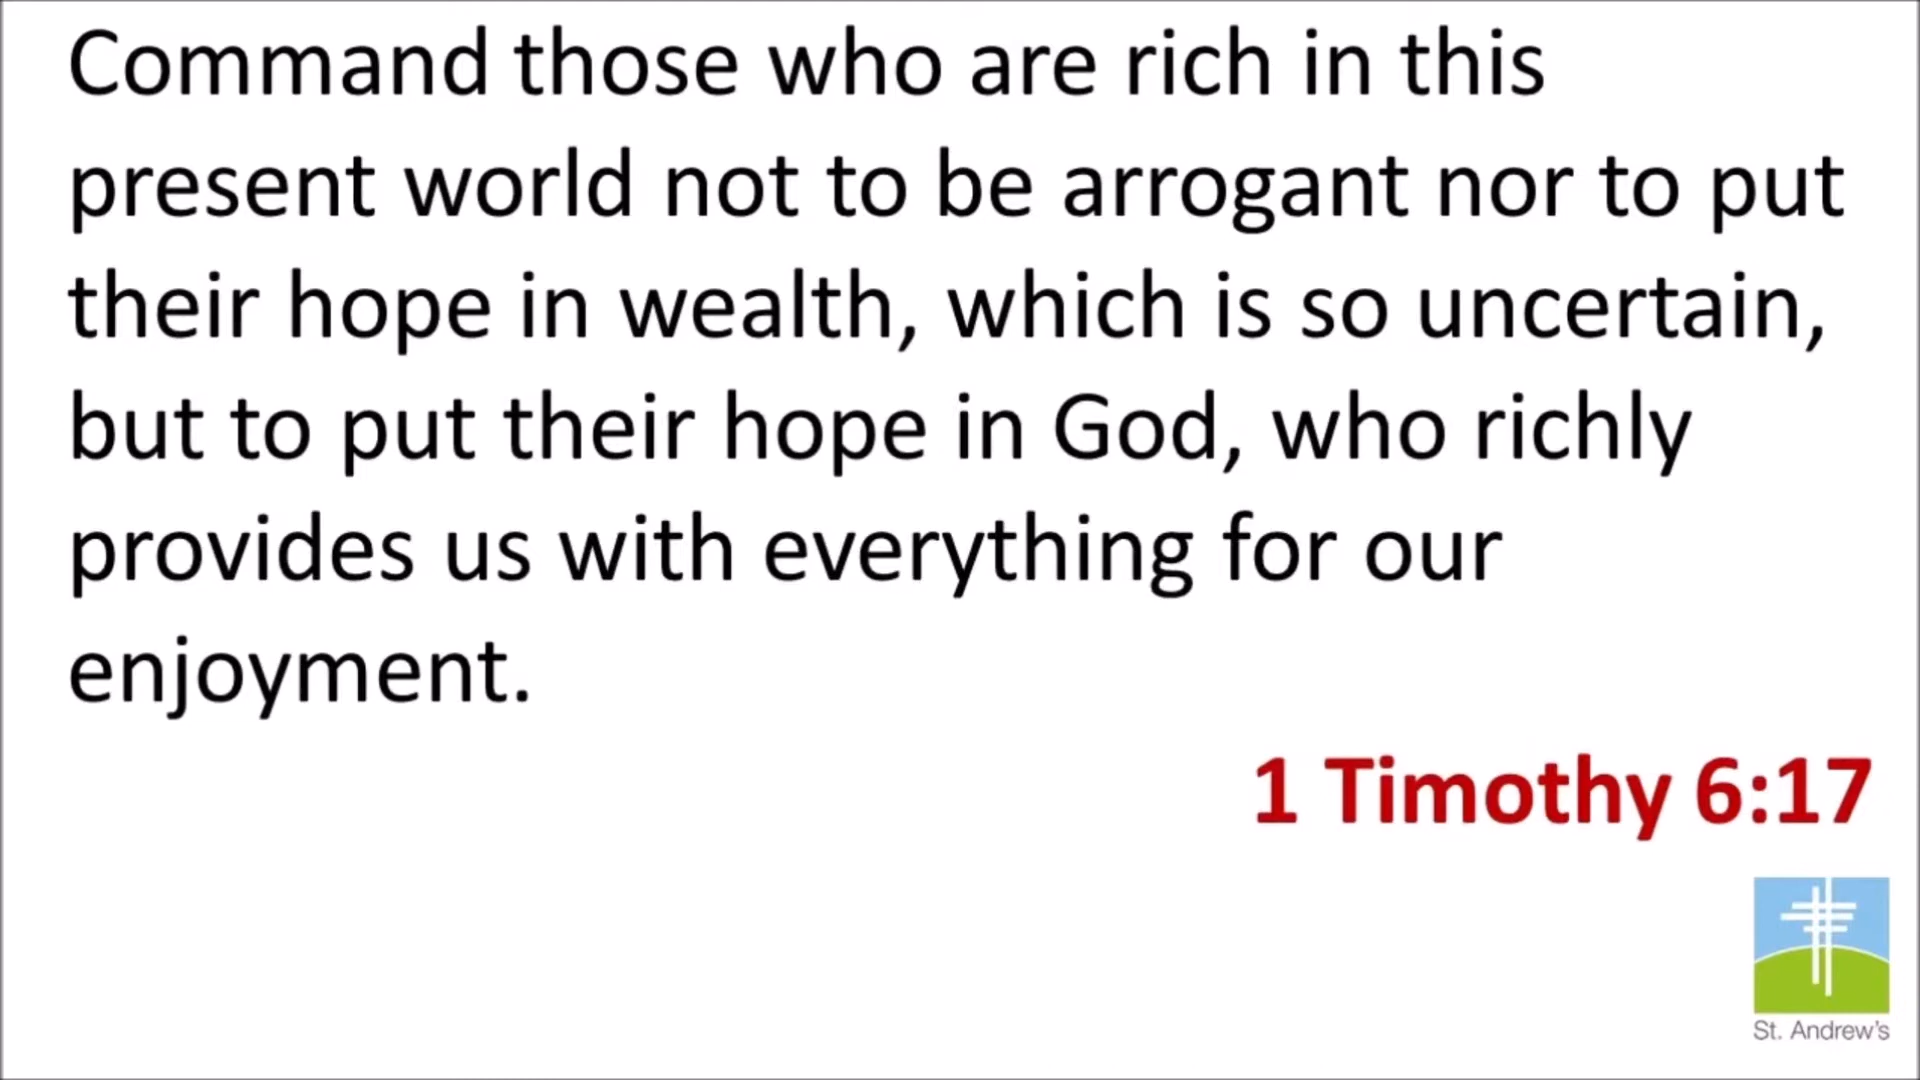 Command those who are rich in this
present world not to be arrogant nor to put
their hope in wealth, which is so uncertain,
but to put their hope in God, who richly
provides us with everything for our
enjoyment.
1 Timothy 6:17
St. Andrew's